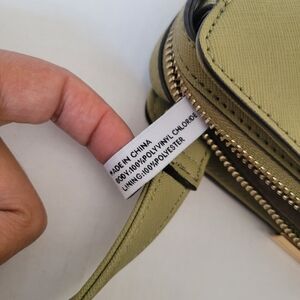 MADE IN CHINA
BODY:100%POLYVINYL CHLORIDE
LINING:100%POLYESTER